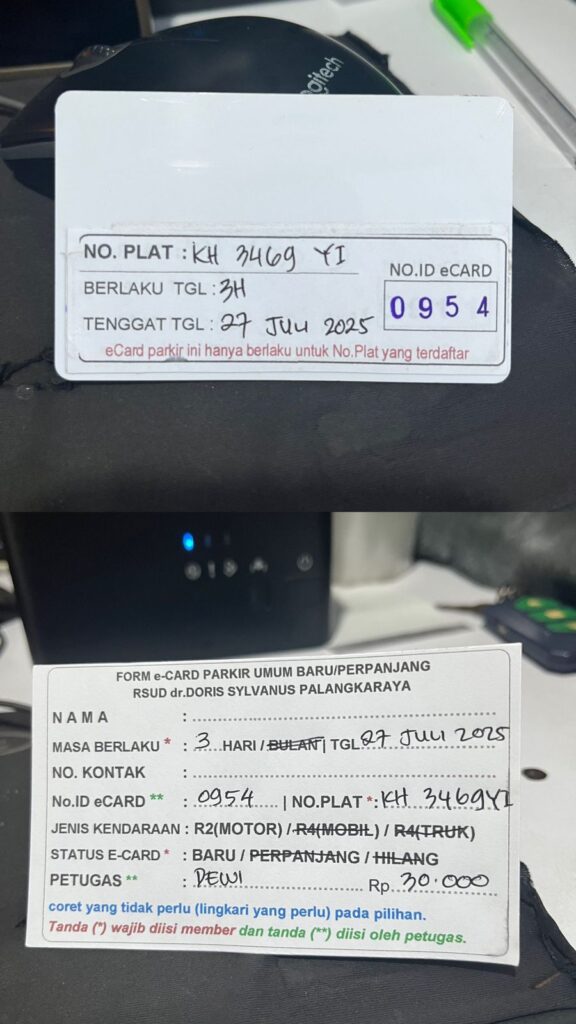 ogitech
NO. PLAT : KH 3469 YI
NO.ID eCARD
BERLAKU TGL : 3H
0954
TENGGAT TGL : 27 JULI 2025
eCard parkir ini hanya berlaku untuk No.Plat yang terdaftar
FORM e-CARD PARKIR UMUM BARU/PERPANJANG
RSUD dr.DORIS SYLVANUS PALANGKARAYA
NAMA :
MASA BERLAKU * : 3 HARI / BULAN | TGL 27 JULI 2025
NO. KONTAK :
No.ID eCARD ** : 0954 | NO.PLAT *: KH 3469 YI
JENIS KENDARAAN : R2(MOTOR) / R4(MOBIL) / R4(TRUK)
STATUS E-CARD * : BARU / PERPANJANG / HILANG
PETUGAS ** : DEWI Rp. 30.000
coret yang tidak perlu (lingkari yang perlu) pada pilihan.
Tanda (*) wajib diisi member dan tanda (**) diisi oleh petugas.